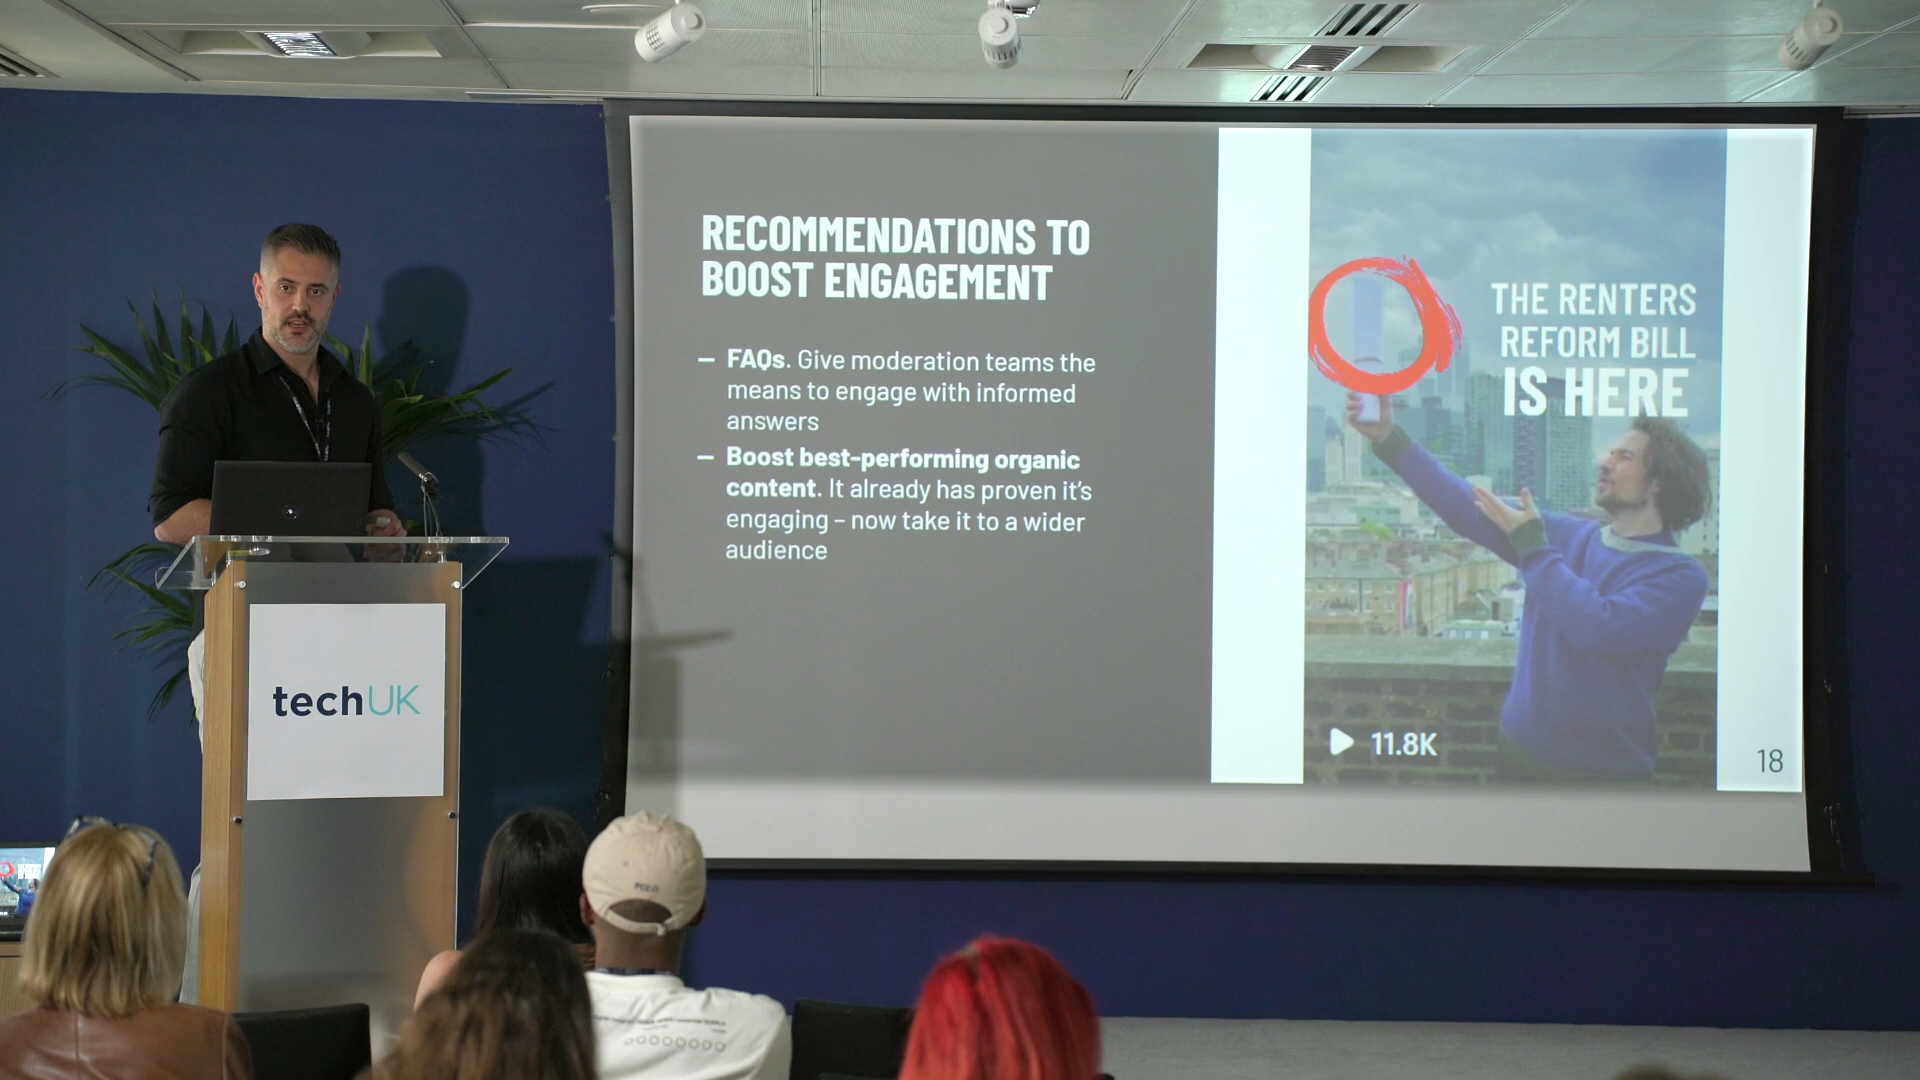 RECOMMENDATIONS TO
BOOST ENGAGEMENT
– FAQs. Give moderation teams the
means to engage with informed
answers
– Boost best-performing organic
content. It already has proven it's
engaging – now take it to a wider
audience
THE RENTERS
REFORM BILL
IS HERE
11.8K
18
techUK
POLO